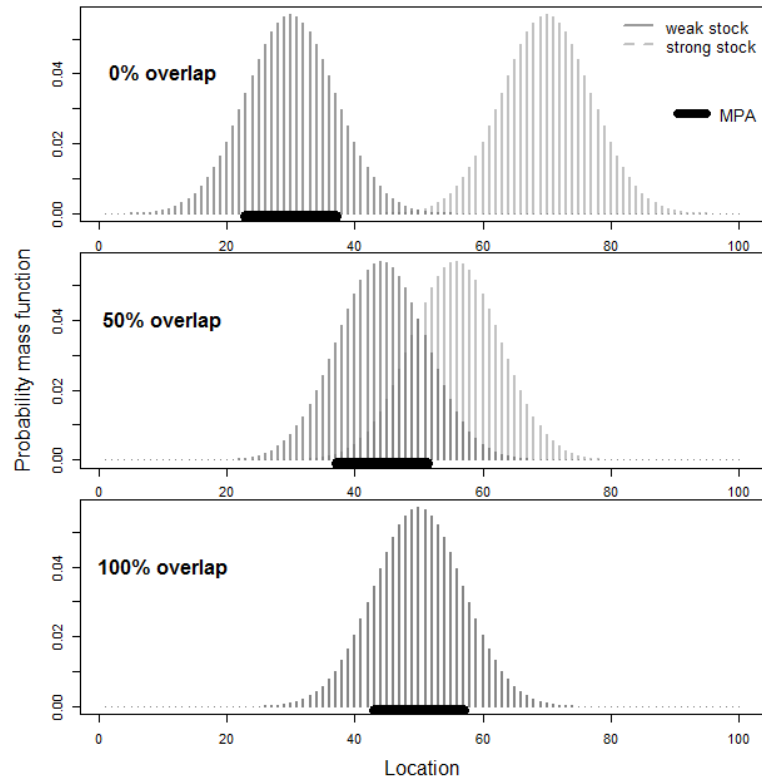 weak stock
strong stock
0% overlap
MPA
0.04
0.02
0.00
0 20 40 60 80 100
Probability mass function
50% overlap
0.04
0.02
0.00
0 20 40 60 80 100
100% overlap
0.04
0.02
0.00
0 20 40 60 80 100
Location